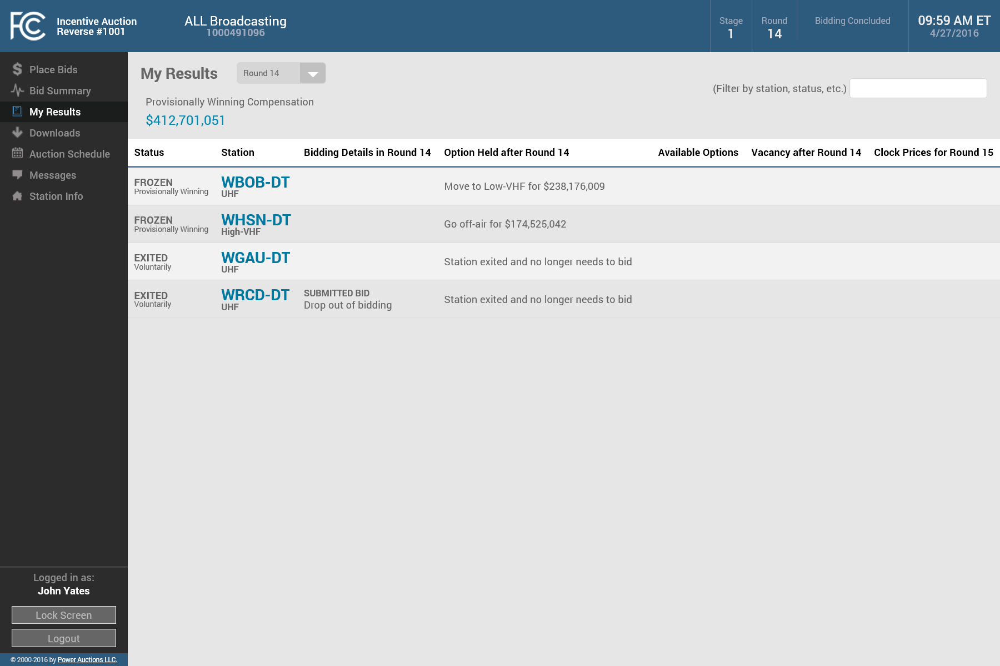 FCC
Incentive Auction
Reverse #1001
ALL Broadcasting
1000491096
Stage
1
Round
14
Bidding Concluded
09:59 AM ET
4/27/2016
Place Bids
Bid Summary
My Results
Downloads
Auction Schedule
Messages
Station Info
My Results
Round 14
(Filter by station, status, etc.)
Provisionally Winning Compensation
$412,701,051
Status Station Bidding Details in Round 14 Option Held after Round 14 Available Options Vacancy after Round 14 Clock Prices for Round 15
FROZEN
Provisionally Winning
WBOB-DT
UHF
Move to Low-VHF for $238,176,009
FROZEN
Provisionally Winning
WHSN-DT
High-VHF
Go off-air for $174,525,042
EXITED
Voluntarily
WGAU-DT
UHF
Station exited and no longer needs to bid
EXITED
Voluntarily
WRCD-DT
UHF
SUBMITTED BID
Drop out of bidding
Station exited and no longer needs to bid
Logged in as:
John Yates
Lock Screen
Logout
© 2000-2016 by Power Auctions LLC.